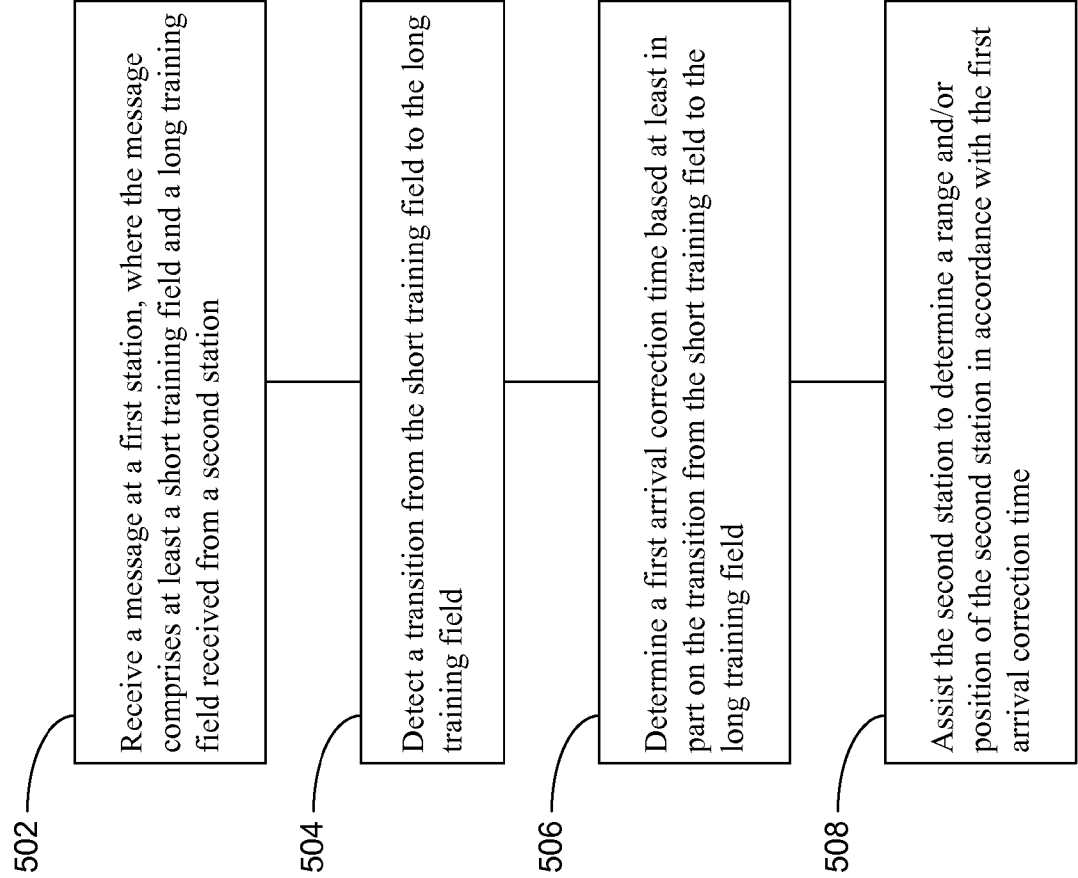 502
Receive a message at a first station, where the message
comprises at least a short training field and a long training
field received from a second station
504
Detect a transition from the short training field to the long
training field
506
Determine a first arrival correction time based at least in
part on the transition from the short training field to the
long training field
508
Assist the second station to determine a range and/or
position of the second station in accordance with the first
arrival correction time